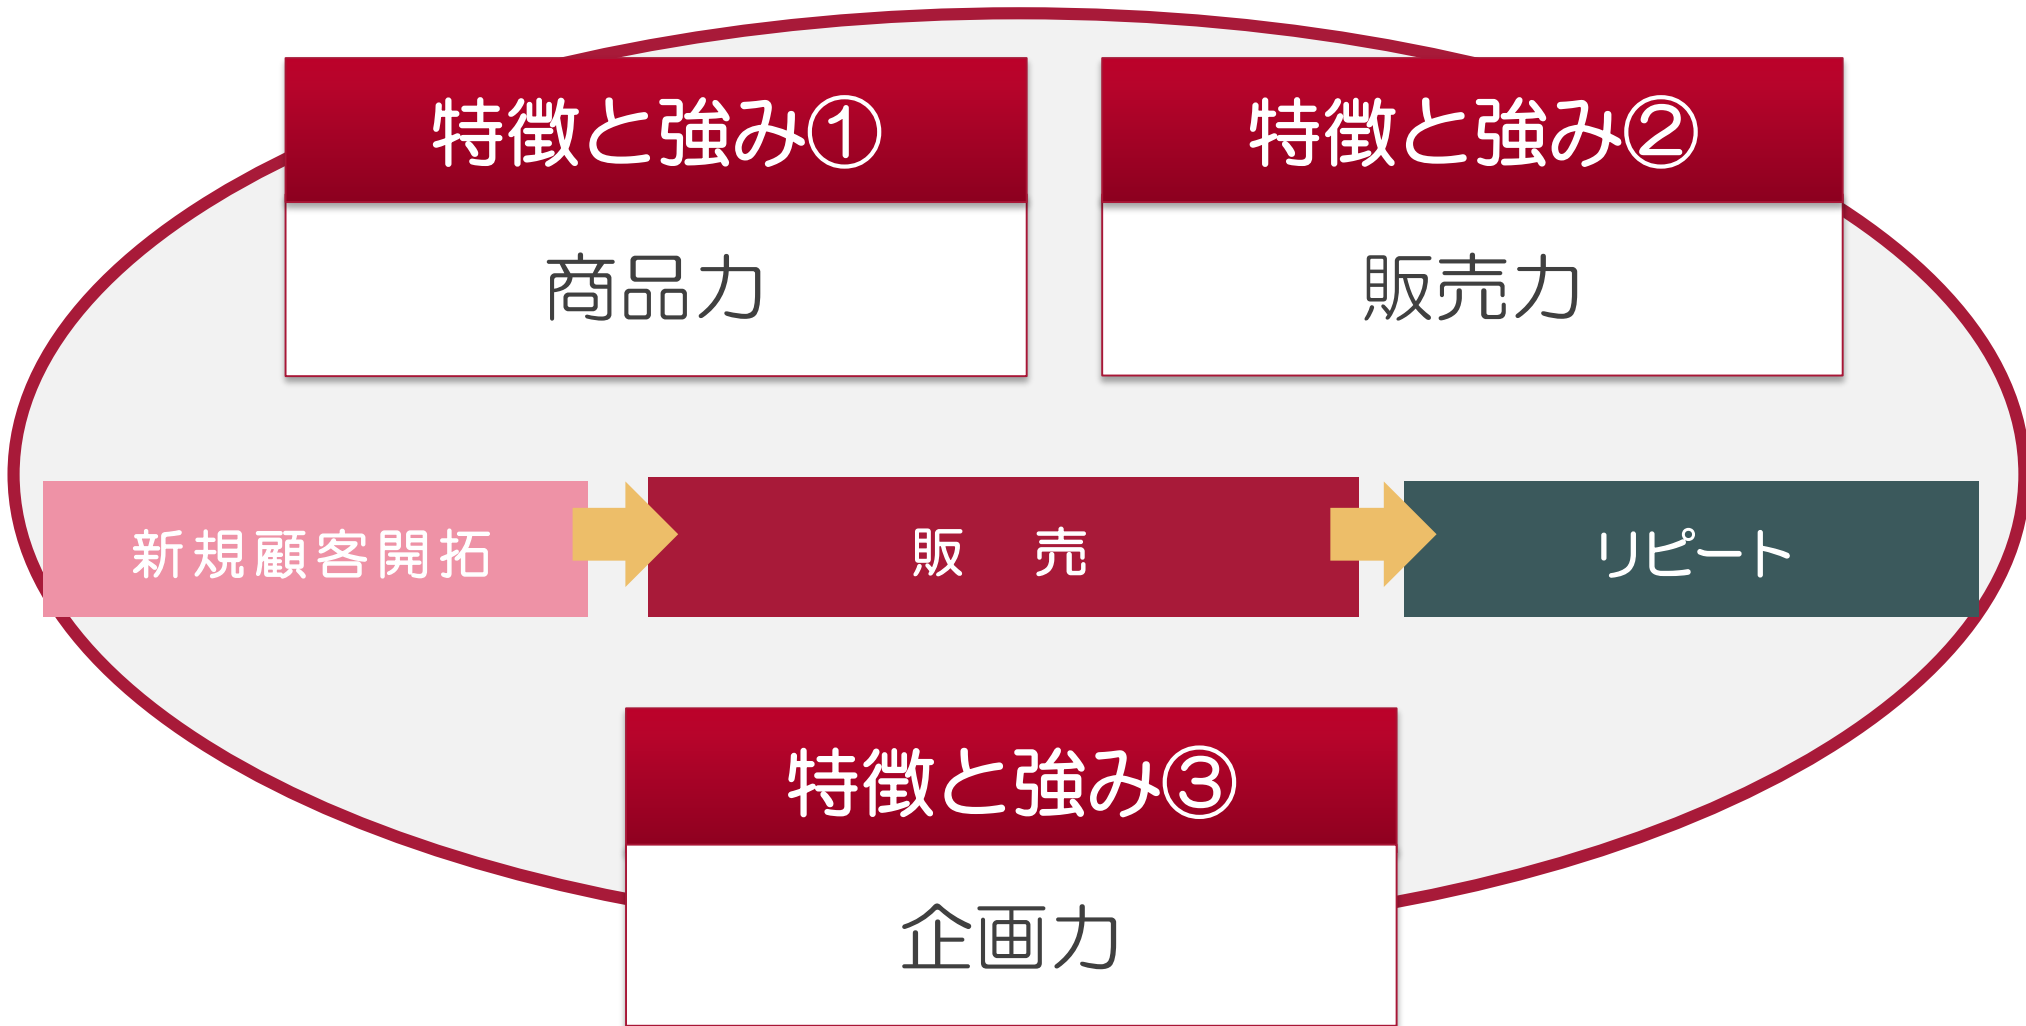 特徴と強み①
商品力
特徴と強み②
販売力
新規顧客開拓
販　売
リピート
特徴と強み③
企画力